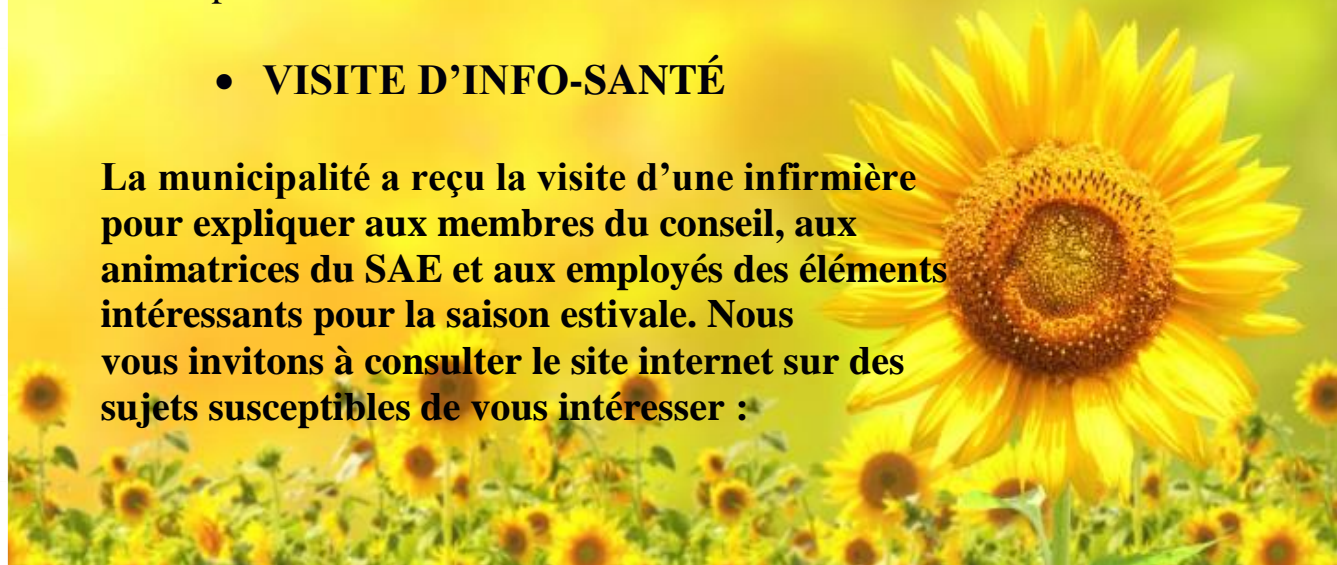 • VISITE D’INFO-SANTÉ
La municipalité a reçu la visite d’une infirmière
pour expliquer aux membres du conseil, aux
animatrices du SAE et aux employés des éléments
intéressants pour la saison estivale. Nous
vous invitons à consulter le site internet sur des
sujets susceptibles de vous intéresser :